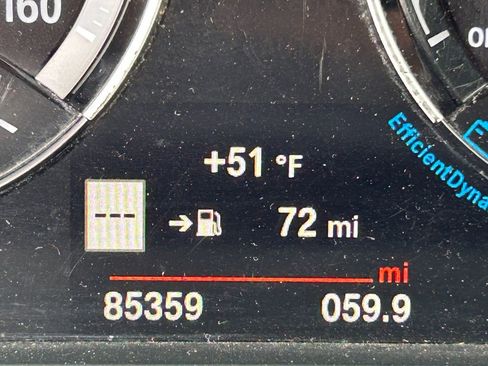 160
EfficientDyna
+51 °F
--- 72 mi
mi
85359 059.9